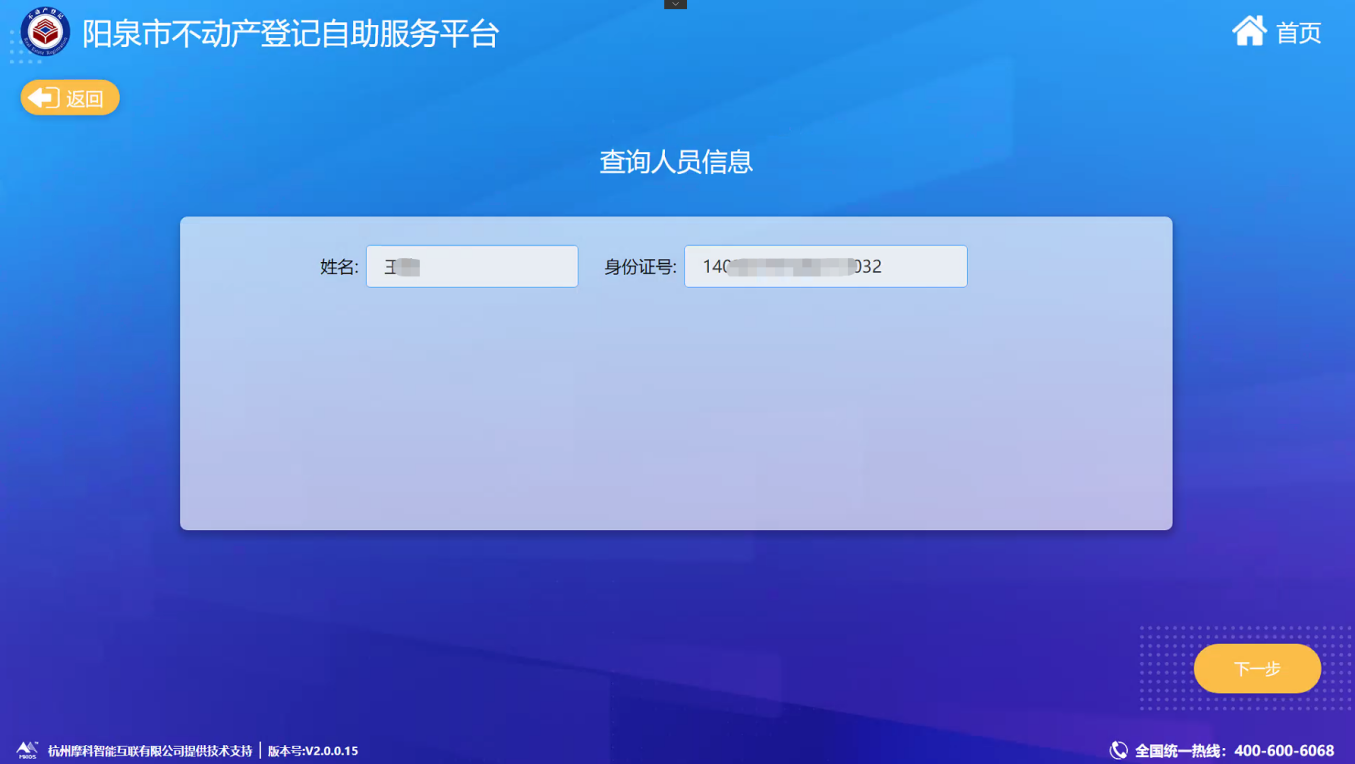 阳泉市不动产登记自助服务平台
首页
返回
查询人员信息
姓名: 王
身份证号: 140 032
下一步
杭州摩科智能互联有限公司提供技术支持 | 版本号:V2.0.0.15
全国统一热线：400-600-6068